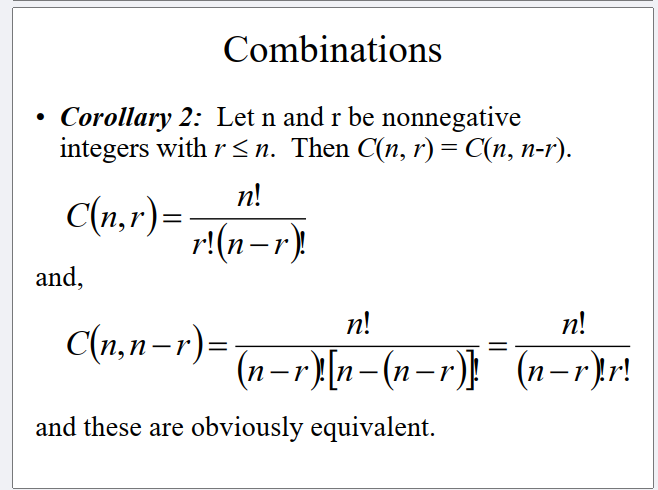 Combinations
• Corollary 2: Let n and r be nonnegative
integers with r ≤ n. Then C(n, r) = C(n, n-r).
C(n,r) = n! / r!(n−r)!
and,
C(n,n−r) = n! / (n−r)![n−(n−r)]! = n! / (n−r)!r!
and these are obviously equivalent.